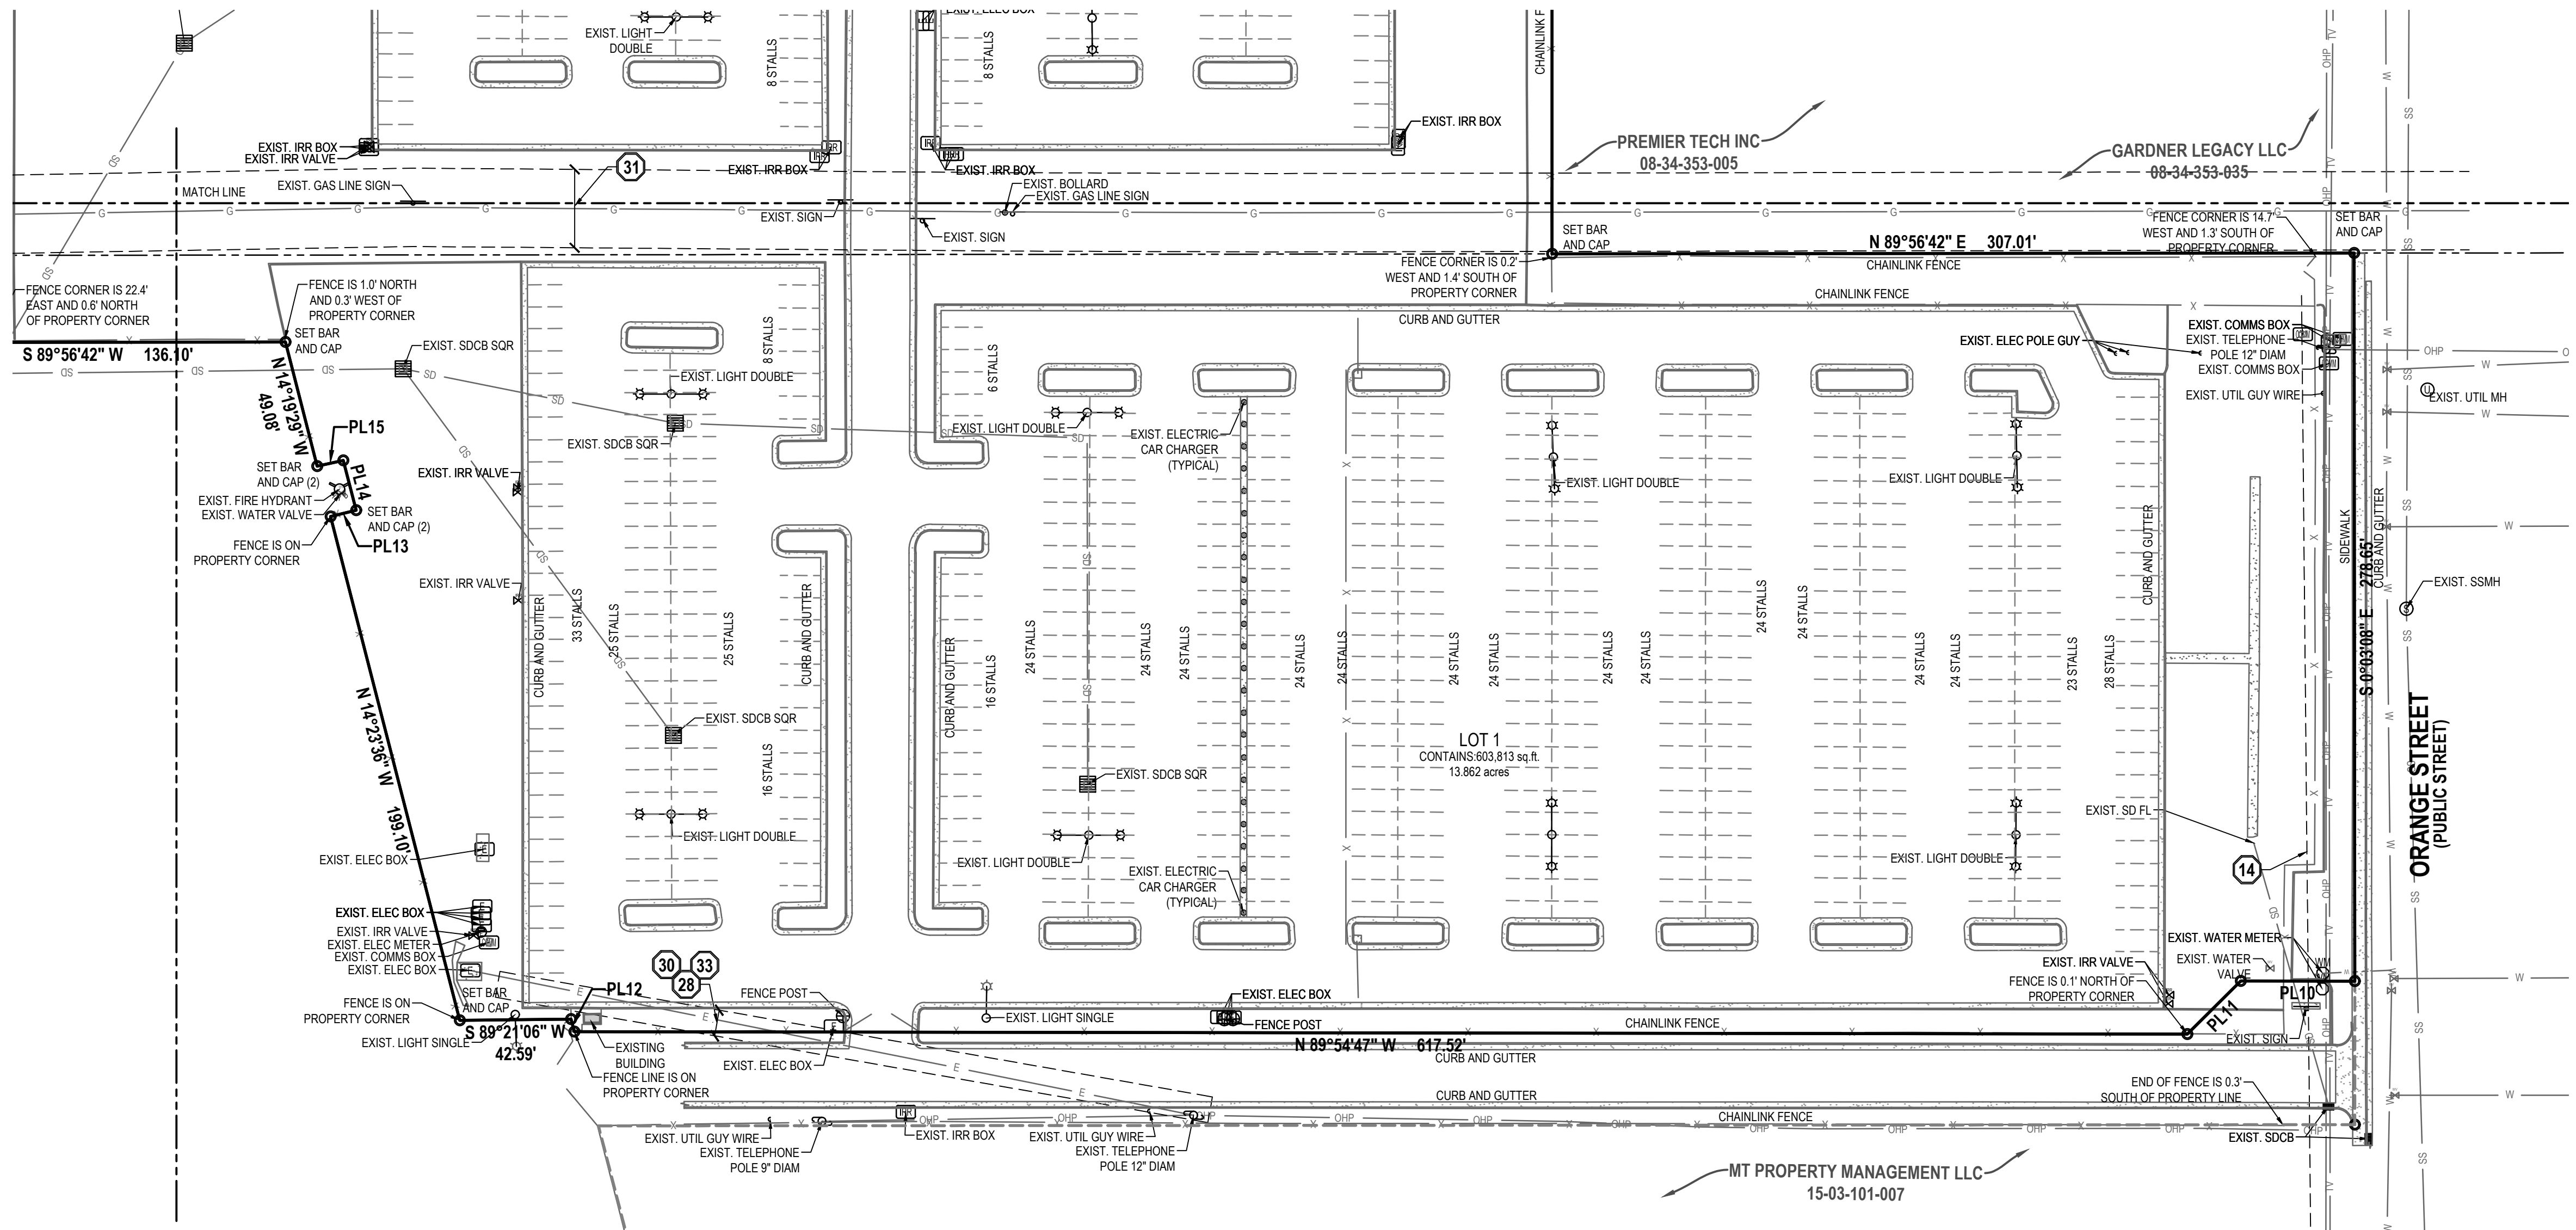 EXIST. ELEC BOX
EXIST. LIGHT
DOUBLE
8 STALLS
8 STALLS
CHAINLINK F
EXIST. IRR BOX
EXIST. IRR VALVE
31
EXIST. IRR BOX
EXIST. IRR BOX
EXIST. IRR BOX
PREMIER TECH INC
08-34-353-005
GARDNER LEGACY LLC
08-34-353-035
MATCH LINE
EXIST. GAS LINE SIGN
EXIST. SIGN
EXIST. BOLLARD
EXIST. GAS LINE SIGN
EXIST. SIGN
SET BAR
AND CAP
N 89°56'42" E 307.01'
CHAINLINK FENCE
FENCE CORNER IS 14.7'
WEST AND 1.3' SOUTH OF
PROPERTY CORNER
SET BAR
AND CAP
FENCE CORNER IS 0.2'
WEST AND 1.4' SOUTH OF
PROPERTY CORNER
CHAINLINK FENCE
CURB AND GUTTER
FENCE CORNER IS 22.4'
EAST AND 0.6' NORTH
OF PROPERTY CORNER
FENCE IS 1.0' NORTH
AND 0.3' WEST OF
PROPERTY CORNER
SET BAR
AND CAP
S 89°56'42" W 136.10'
N 14°19'29" W
49.08'
EXIST. SDCB SQR
8 STALLS
6 STALLS
EXIST. LIGHT DOUBLE
EXIST. SDCB SQR
EXIST. LIGHT DOUBLE
EXIST. ELECTRIC
CAR CHARGER
(TYPICAL)
EXIST. LIGHT DOUBLE
EXIST. LIGHT DOUBLE
EXIST. ELEC POLE GUY
EXIST. COMMS BOX
EXIST. TELEPHONE
POLE 12" DIAM
EXIST. COMMS BOX
EXIST. UTIL GUY WIRE
EXIST. UTIL MH
PL15
SET BAR
AND CAP (2)
PL14
EXIST. FIRE HYDRANT
EXIST. WATER VALVE
SET BAR
AND CAP (2)
FENCE IS ON
PROPERTY CORNER
PL13
EXIST. IRR VALVE
EXIST. IRR VALVE
CURB AND GUTTER
33 STALLS
25 STALLS
25 STALLS
CURB AND GUTTER
16 STALLS
CURB AND GUTTER
16 STALLS
24 STALLS
24 STALLS
24 STALLS
24 STALLS
24 STALLS
24 STALLS
24 STALLS
24 STALLS
24 STALLS
24 STALLS
24 STALLS
24 STALLS
24 STALLS
23 STALLS
28 STALLS
CURB AND GUTTER
SIDEWALK
S 0°03'08" E 278.65'
CURB AND GUTTER
EXIST. SSMH
ORANGE STREET
(PUBLIC STREET)
N 14°23'36" W 199.10'
EXIST. SDCB SQR
EXIST. SDCB SQR
LOT 1
CONTAINS:603,813 sq.ft.
13.862 acres
EXIST. LIGHT DOUBLE
EXIST. LIGHT DOUBLE
EXIST. ELECTRIC
CAR CHARGER
(TYPICAL)
EXIST. LIGHT DOUBLE
EXIST. SD FL
14
EXIST. ELEC BOX
EXIST. ELEC BOX
EXIST. IRR VALVE
EXIST. ELEC METER
EXIST. COMMS BOX
EXIST. ELEC BOX
SET BAR
AND CAP
FENCE IS ON
PROPERTY CORNER
S 89°21'06" W
42.59'
EXIST. LIGHT SINGLE
30
33
28
PL12
FENCE POST
EXISTING
BUILDING
FENCE LINE IS ON
PROPERTY CORNER
EXIST. ELEC BOX
EXIST. LIGHT SINGLE
EXIST. ELEC BOX
FENCE POST
N 89°54'47" W 617.52'
CHAINLINK FENCE
CURB AND GUTTER
EXIST. WATER METER
EXIST. IRR VALVE
EXIST. WATER
VALVE
FENCE IS 0.1' NORTH OF
PROPERTY CORNER
PL10
PL11
EXIST. SIGN
CURB AND GUTTER
END OF FENCE IS 0.3'
SOUTH OF PROPERTY LINE
CHAINLINK FENCE
EXIST. SDCB
EXIST. UTIL GUY WIRE
EXIST. TELEPHONE
POLE 9" DIAM
EXIST. IRR BOX
EXIST. UTIL GUY WIRE
EXIST. TELEPHONE
POLE 12" DIAM
MT PROPERTY MANAGEMENT LLC
15-03-101-007